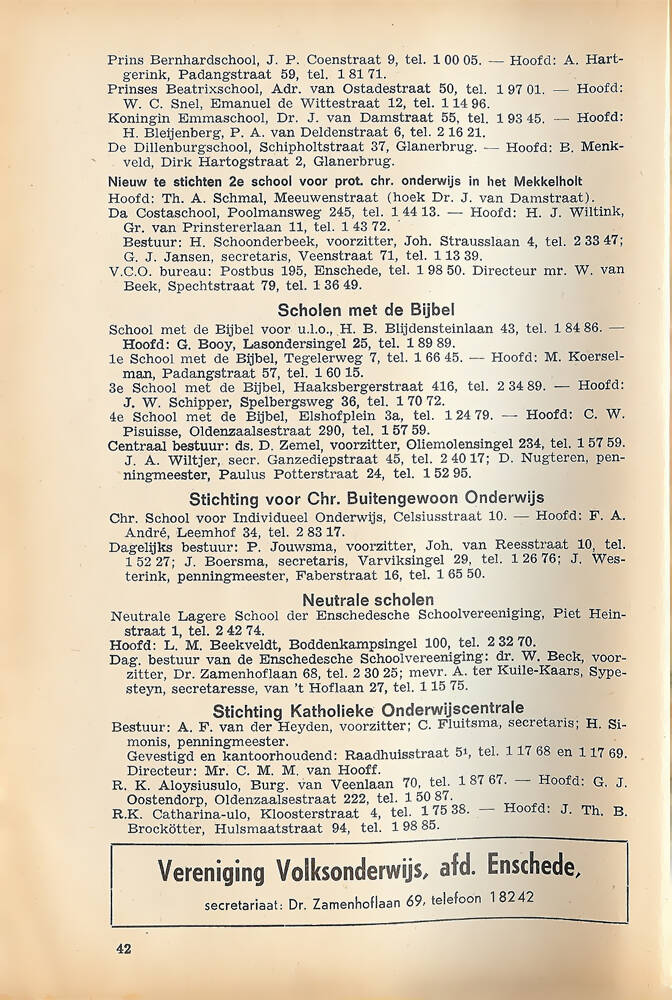 Prins Bernhardschool, J. P. Coenstraat 9, tel. 1 00 05. — Hoofd: A. Hart-
gerink, Padangstraat 59, tel. 1 81 71.
Prinses Beatrixschool, Adr. van Ostadestraat 50, tel. 1 97 01. — Hoofd:
W. C. Snel, Emanuel de Wittestraat 12, tel. 1 14 96.
Koningin Emmaschool, Dr. J. van Damstraat 55, tel. 1 93 45. — Hoofd:
H. Bleijenberg, P. A. van Deldenstraat 6, tel. 2 16 21.
De Dillenburgschool, Schipholtstraat 37, Glanerbrug. — Hoofd: B. Menk-
veld, Dirk Hartogstraat 2, Glanerbrug.
Nieuw te stichten 2e school voor prot. chr. onderwijs in het Mekkelholt
Hoofd: Th. A. Schmal, Meeuwenstraat (hoek Dr. J. van Damstraat).
Da Costaschool, Poolmansweg 245, tel. 1 44 13. — Hoofd: H. J. Wiltink,
Gr. van Prinstererlaan 11, tel. 1 43 72.
Bestuur: H. Schoonderbeek, voorzitter, Joh. Strausslaan 4, tel. 2 33 47;
G. J. Jansen, secretaris, Veenstraat 71, tel. 1 13 39.
V.C.O. bureau: Postbus 195, Enschede, tel. 1 98 50. Directeur mr. W. van
Beek, Spechtstraat 79, tel. 1 36 49.
Scholen met de Bijbel
School met de Bijbel voor u.l.o., H. B. Blijdensteinlaan 43, tel. 1 84 86. —
Hoofd: G. Booy, Lasondersingel 25, tel. 1 89 89.
1e School met de Bijbel, Tegelerweg 7, tel. 1 66 45. — Hoofd: M. Koersel-
man, Padangstraat 57, tel. 1 60 15.
3e School met de Bijbel, Haaksbergerstraat 416, tel. 2 34 89. — Hoofd:
J. W. Schipper, Spelbergsweg 36, tel. 1 70 72.
4e School met de Bijbel, Elshofplein 3a, tel. 1 24 79. — Hoofd: C. W.
Pisuisse, Oldenzaalsestraat 290, tel. 1 57 59.
Centraal bestuur: ds. D. Zemel, voorzitter, Oliemolensingel 234, tel. 1 57 59.
J. A. Wiltjer, secr. Ganzediepstraat 45, tel. 2 40 17; D. Nugteren, pen-
ningmeester, Paulus Potterstraat 24, tel. 1 52 95.
Stichting voor Chr. Buitengewoon Onderwijs
Chr. School voor Individueel Onderwijs, Celsiusstraat 10. — Hoofd: F. A.
André, Leemhof 34, tel. 2 83 17.
Dagelijks bestuur: P. Jouwsma, voorzitter, Joh. van Reesstraat 10, tel.
1 52 27; J. Boersma, secretaris, Varviksingel 29, tel. 1 26 76; J. Wes-
terink, penningmeester, Faberstraat 16, tel. 1 65 50.
Neutrale scholen
Neutrale Lagere School der Enschedesche Schoolvereeniging, Piet Hein-
straat 1, tel. 2 42 74.
Hoofd: L. M. Beekveldt, Boddenkampsingel 100, tel. 2 32 70.
Dag. bestuur van de Enschedesche Schoolvereeniging: dr. W. Beck, voor-
zitter, Dr. Zamenhoflaan 68, tel. 2 30 25; mevr. A. ter Kuile-Kaars, Sype-
steyn, secretaresse, van 't Hoflaan 27, tel. 1 15 75.
Stichting Katholieke Onderwijscentrale
Bestuur: A. F. van der Heyden, voorzitter; C. Fluitsma, secretaris; H. Si-
monis, penningmeester.
Gevestigd en kantoorhoudend: Raadhuisstraat 5¹, tel. 1 17 68 en 1 17 69.
Directeur: Mr. C. M. M. van Hooff.
R. K. Aloysiusulo, Burg. van Veenlaan 70, tel. 1 87 67. — Hoofd: G. J.
Oostendorp, Oldenzaalsestraat 222, tel. 1 50 87.
R.K. Catharina-ulo, Kloosterstraat 4, tel. 1 75 38. — Hoofd: J. Th. B.
Brockötter, Hulsmaatstraat 94, tel. 1 98 85.
Vereniging Volksonderwijs, afd. Enschede,
secretariaat: Dr. Zamenhoflaan 69, telefoon 1 82 42
42